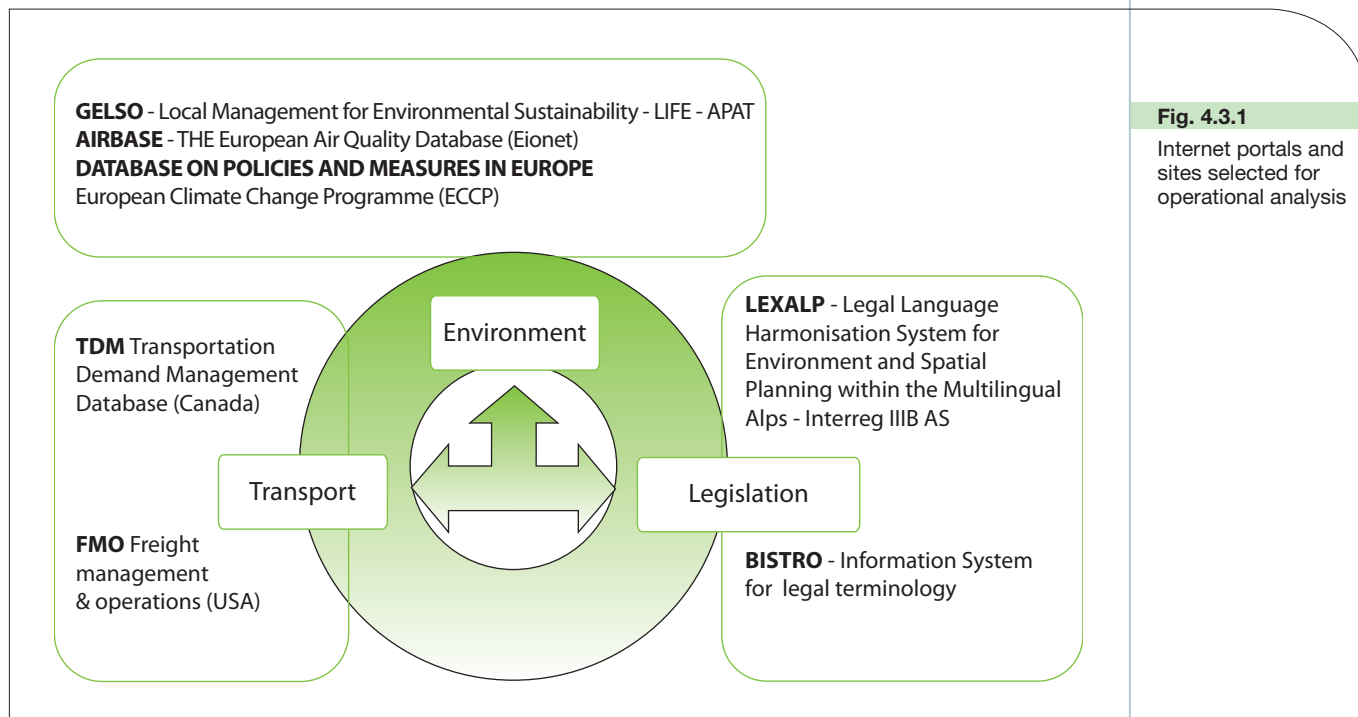 GELSO - Local Management for Environmental Sustainability - LIFE - APAT
AIRBASE - THE European Air Quality Database (Eionet)
DATABASE ON POLICIES AND MEASURES IN EUROPE
European Climate Change Programme (ECCP)
Fig. 4.3.1
Internet portals and
sites selected for
operational analysis
Environment
TDM Transportation
Demand Management
Database (Canada)
LEXALP - Legal Language
Harmonisation System for
Environment and Spatial
Planning within the Multilingual
Alps - Interreg IIIB AS
Transport
Legislation
FMO Freight
management
& operations (USA)
BISTRO - Information System
for legal terminology